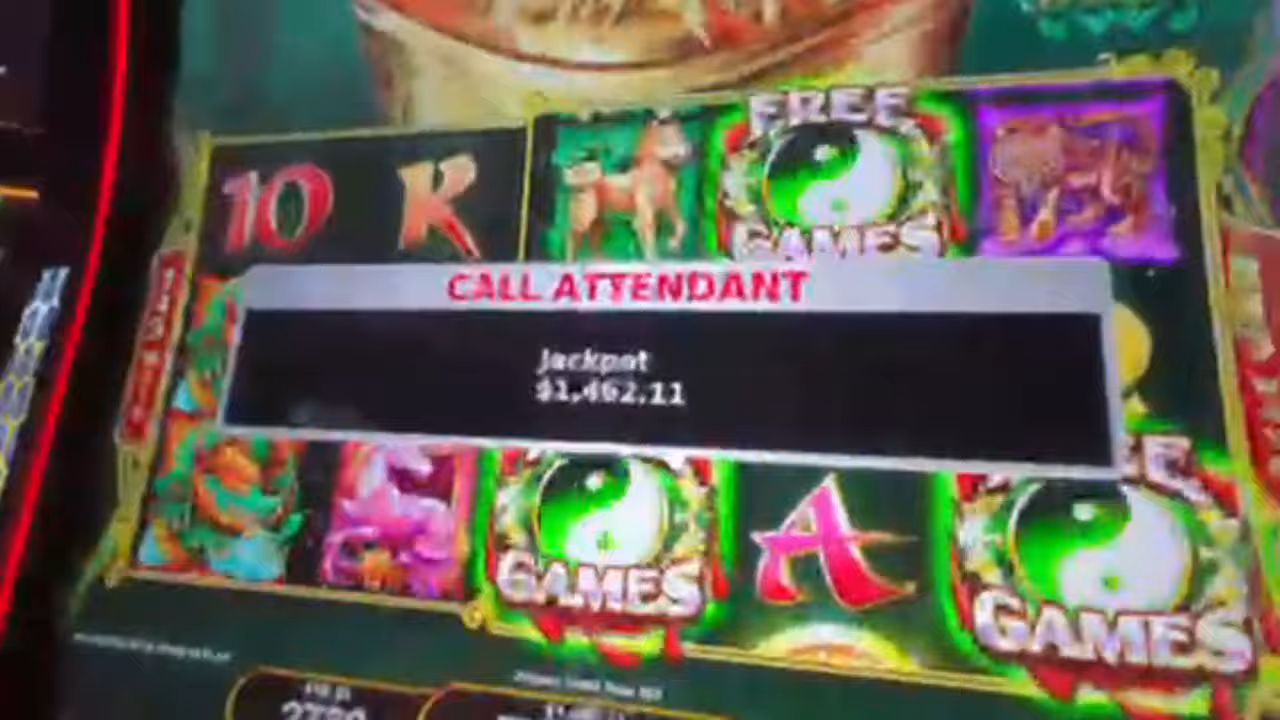 FREE
10 K
GAMES
CALL ATTENDANT
Jackpot
$1,462.11
GAMES
A
GAMES